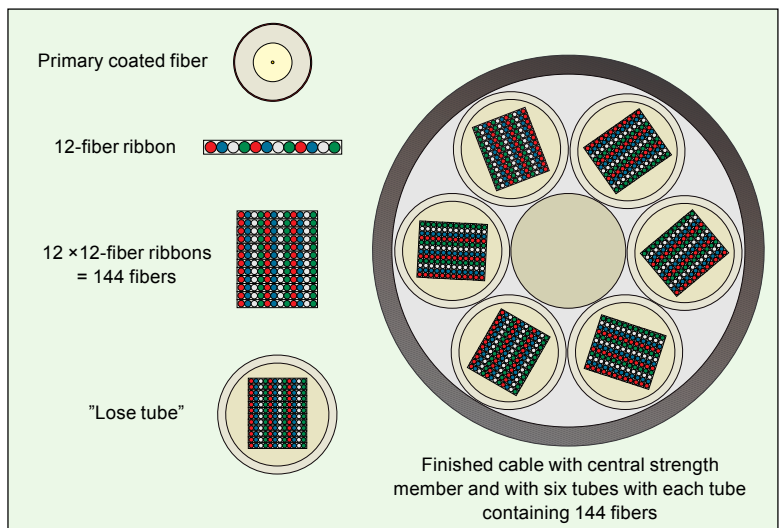 Primary coated fiber
12-fiber ribbon
12 ×12-fiber ribbons
= 144 fibers
”Lose tube”
Finished cable with central strength
member and with six tubes with each tube
containing 144 fibers